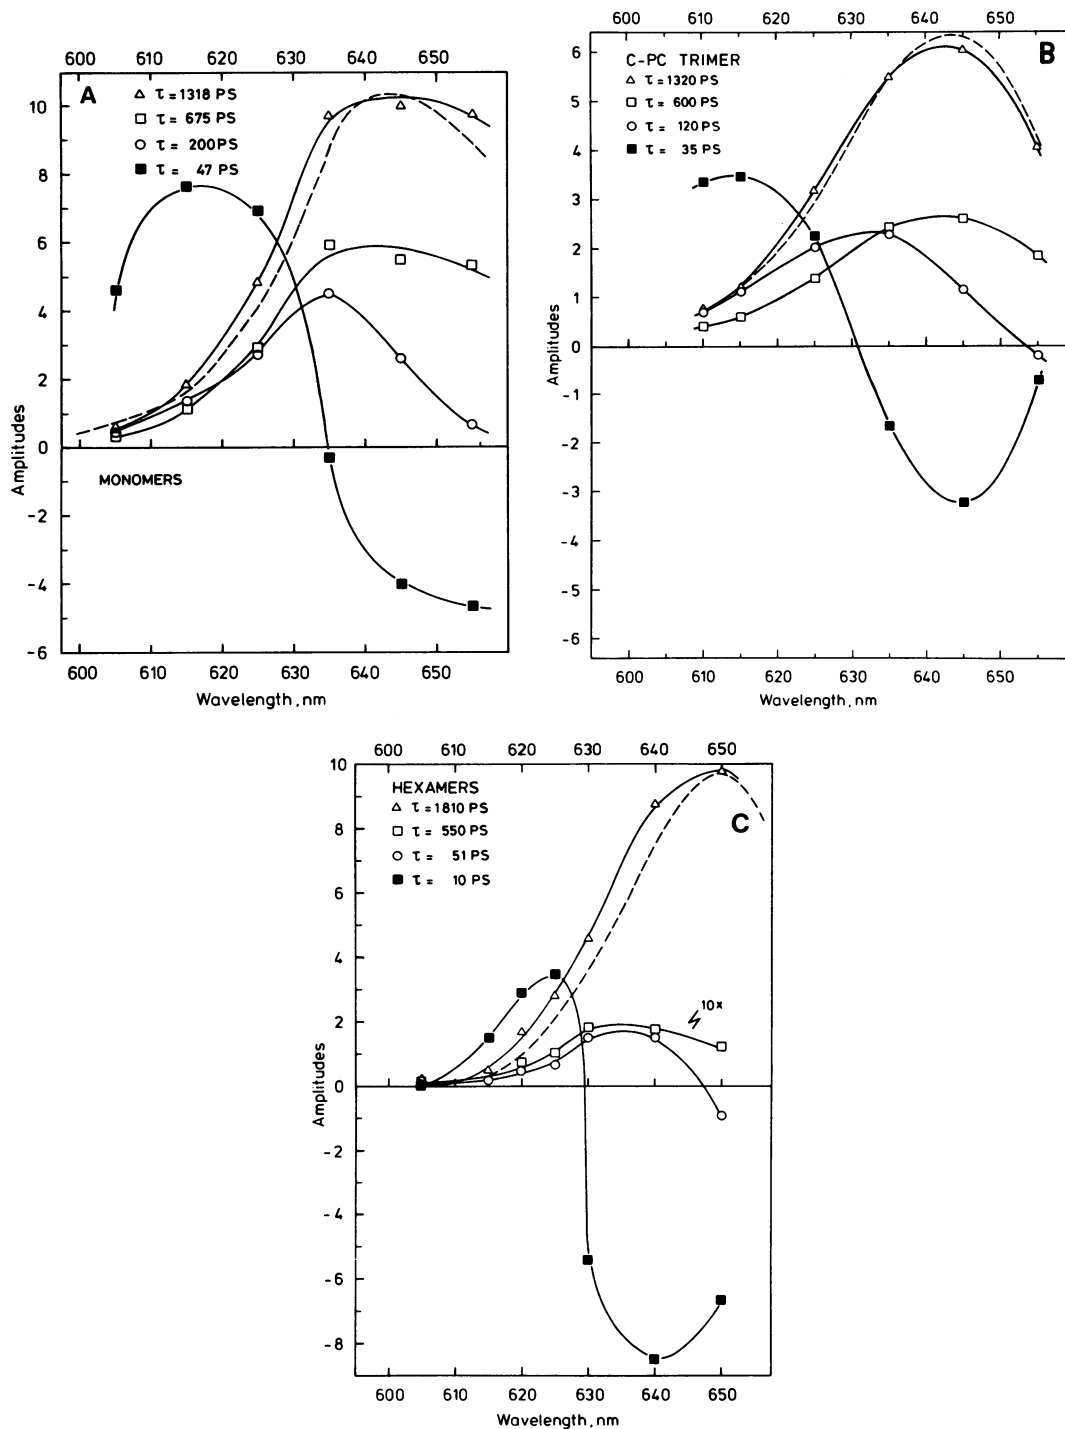 600 610 620 630 640 650
A
τ = 1318 PS
τ = 675 PS
τ = 200 PS
τ = 47 PS
10
8
6
4
2
0
-2
-4
-6
Amplitudes
MONOMERS
600 610 620 630 640 650
Wavelength, nm
600 610 620 630 640 650
B
C-PC TRIMER
τ = 1320 PS
τ = 600 PS
τ = 120 PS
τ = 35 PS
6
5
4
3
2
1
0
-1
-2
-3
-4
-5
-6
Amplitudes
600 610 620 630 640 650
Wavelength, nm
600 610 620 630 640 650
HEXAMERS
τ = 1810 PS
τ = 550 PS
τ = 51 PS
τ = 10 PS
C
10x
10
8
6
4
2
0
-2
-4
-6
-8
Amplitudes
600 610 620 630 640 650
Wavelength, nm